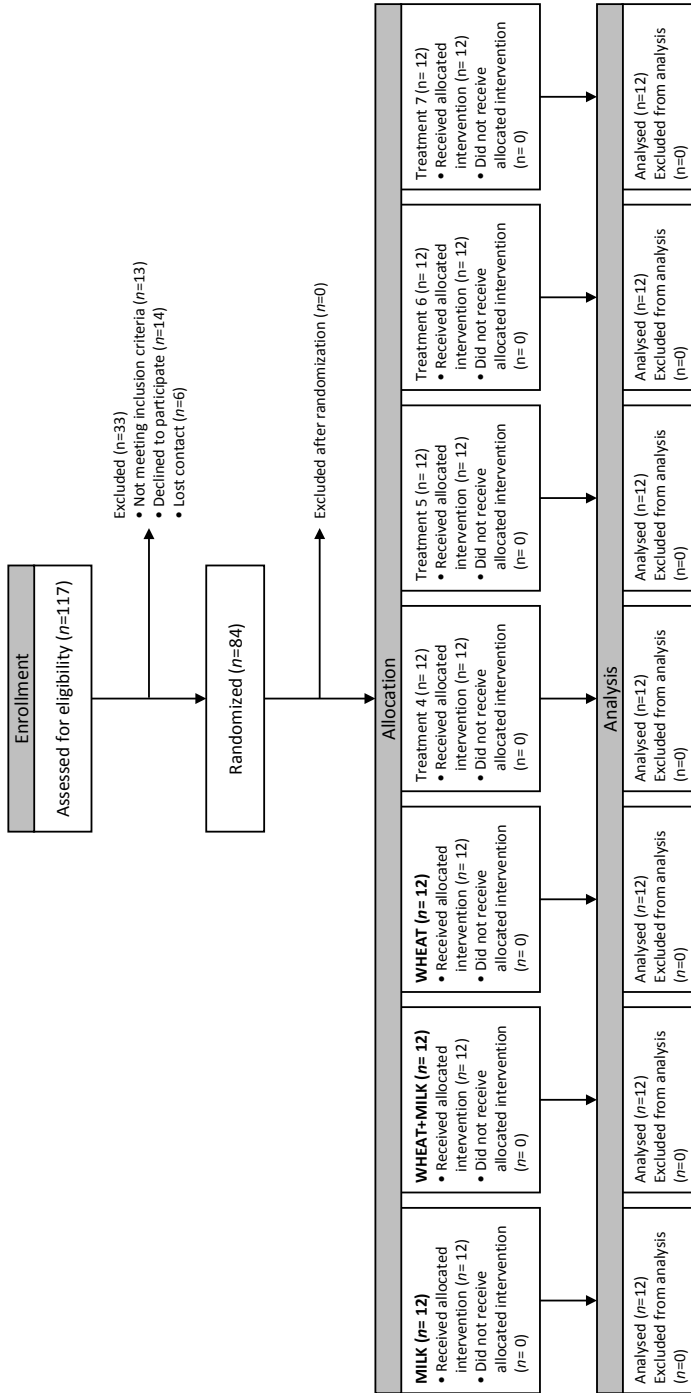 Enrollment
Assessed for eligibility (n=117)
Excluded (n=33)
• Not meeting inclusion criteria (n=13)
• Declined to participate (n=14)
• Lost contact (n=6)
Randomized (n=84)
Excluded after randomization (n=0)
Allocation
MILK (n= 12)
• Received allocated
intervention (n= 12)
• Did not receive
allocated intervention
(n= 0)
WHEAT+MILK (n= 12)
• Received allocated
intervention (n= 12)
• Did not receive
allocated intervention
(n= 0)
WHEAT (n= 12)
• Received allocated
intervention (n= 12)
• Did not receive
allocated intervention
(n= 0)
Treatment 4 (n= 12)
• Received allocated
intervention (n= 12)
• Did not receive
allocated intervention
(n= 0)
Treatment 5 (n= 12)
• Received allocated
intervention (n= 12)
• Did not receive
allocated intervention
(n= 0)
Treatment 6 (n= 12)
• Received allocated
intervention (n= 12)
• Did not receive
allocated intervention
(n= 0)
Treatment 7 (n= 12)
• Received allocated
intervention (n= 12)
• Did not receive
allocated intervention
(n= 0)
Analysis
Analysed (n=12)
Excluded from analysis
(n=0)
Analysed (n=12)
Excluded from analysis
(n=0)
Analysed (n=12)
Excluded from analysis
(n=0)
Analysed (n=12)
Excluded from analysis
(n=0)
Analysed (n=12)
Excluded from analysis
(n=0)
Analysed (n=12)
Excluded from analysis
(n=0)
Analysed (n=12)
Excluded from analysis
(n=0)